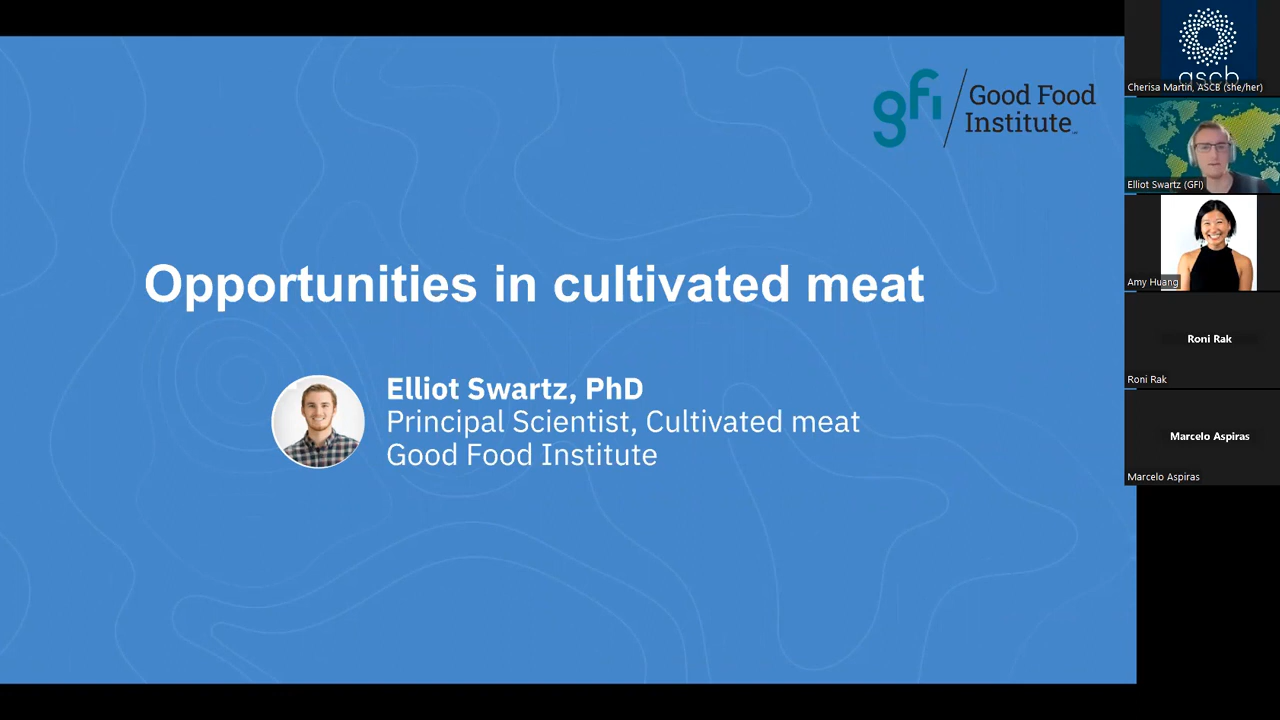 gfi
Good Food
Institute
Opportunities in cultivated meat
Elliot Swartz, PhD
Principal Scientist, Cultivated meat
Good Food Institute
ascb
Cherisa Martin, ASCB (she/her)
Elliot Swartz (GFI)
Amy Huang
Roni Rak
Roni Rak
Marcelo Aspiras
Marcelo Aspiras